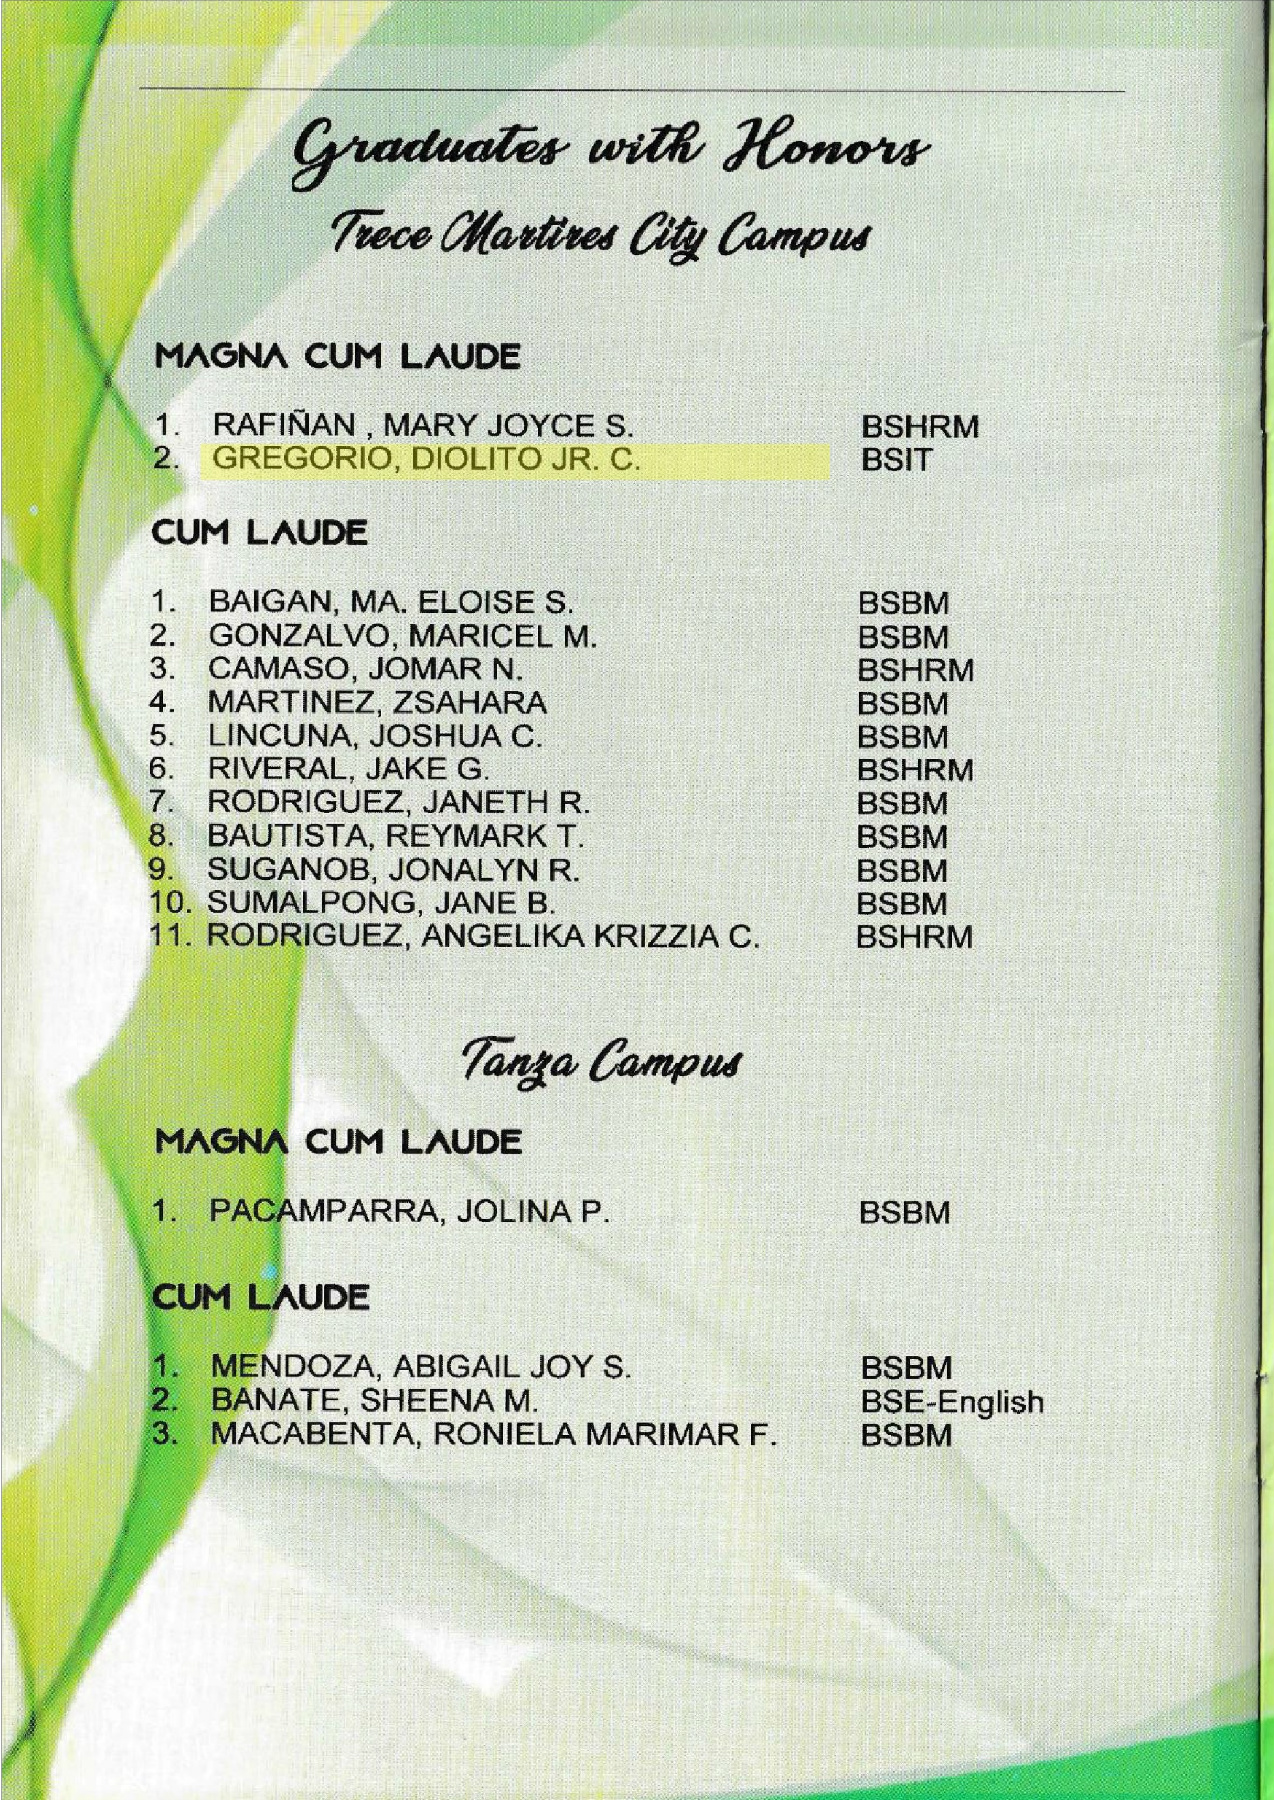 Graduates with Honors
Trece Martires City Campus
MAGNA CUM LAUDE
1. RAFIÑAN , MARY JOYCE S. BSHRM
2. GREGORIO, DIOLITO JR. C. BSIT
CUM LAUDE
1. BAIGAN, MA. ELOISE S. BSBM
2. GONZALVO, MARICEL M. BSBM
3. CAMASO, JOMAR N. BSHRM
4. MARTINEZ, ZSAHARA BSBM
5. LINCUNA, JOSHUA C. BSBM
6. RIVERAL, JAKE G. BSHRM
7. RODRIGUEZ, JANETH R. BSBM
8. BAUTISTA, REYMARK T. BSBM
9. SUGANOB, JONALYN R. BSBM
10. SUMALPONG, JANE B. BSBM
11. RODRIGUEZ, ANGELIKA KRIZZIA C. BSHRM
Tanza Campus
MAGNA CUM LAUDE
1. PACAMPARRA, JOLINA P. BSBM
CUM LAUDE
1. MENDOZA, ABIGAIL JOY S. BSBM
2. BANATE, SHEENA M. BSE-English
3. MACABENTA, RONIELA MARIMAR F. BSBM